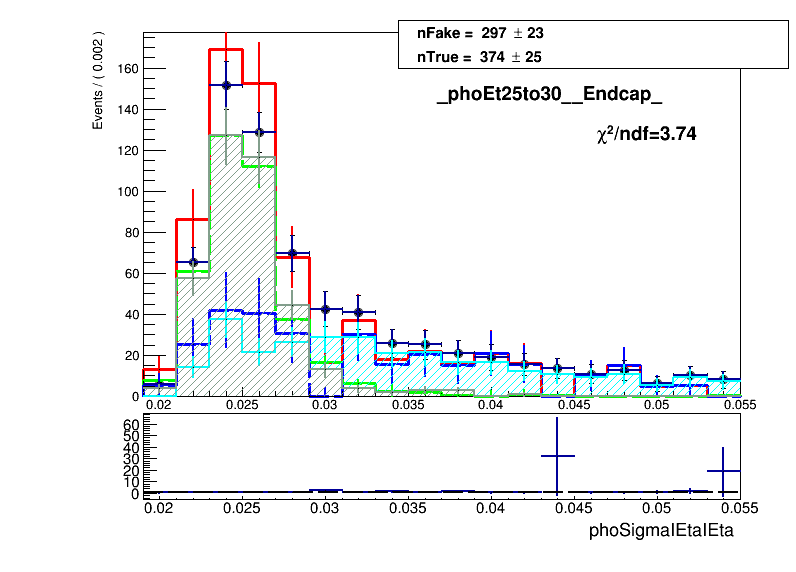 nFake = 297 ± 23
nTrue = 374 ± 25
Events / ( 0.002 )
_phoEt25to30__Endcap_
χ²/ndf=3.74
160
140
120
100
80
60
40
20
0
0.02 0.025 0.03 0.035 0.04 0.045 0.05 0.055
60
50
40
30
20
10
0
0.02 0.025 0.03 0.035 0.04 0.045 0.05 0.055
phoSigmaIEtaIEta